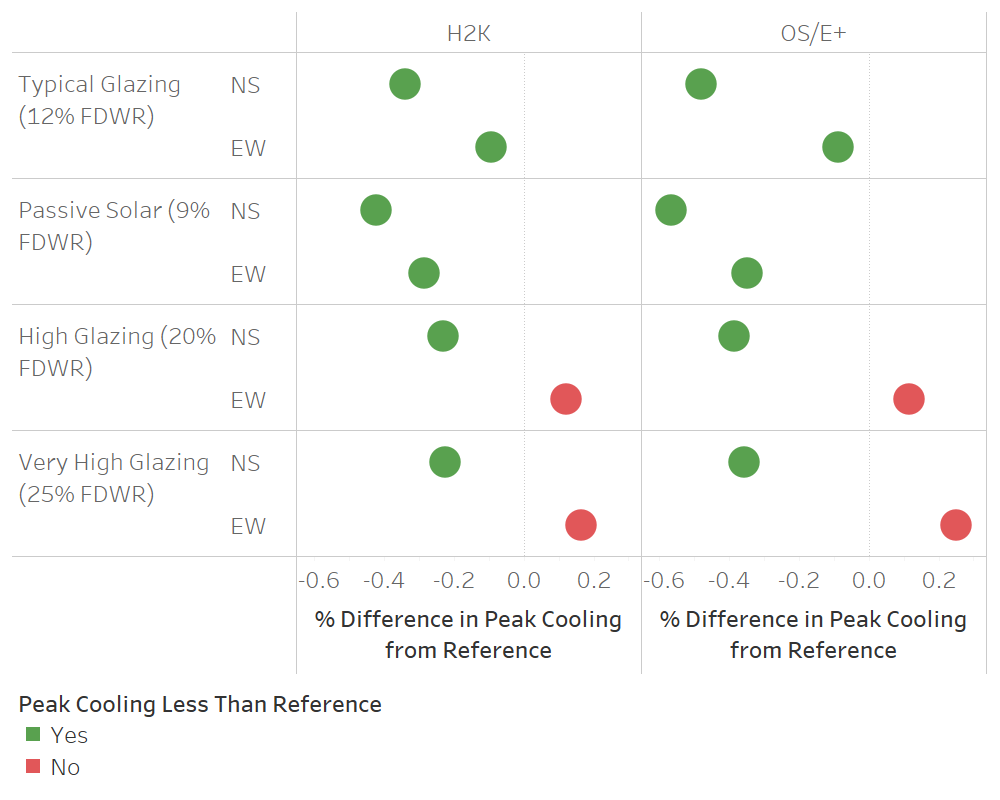 H2K OS/E+
Typical Glazing NS
(12% FDWR)
EW
Passive Solar (9% NS
FDWR)
EW
High Glazing (20% NS
FDWR)
EW
Very High Glazing NS
(25% FDWR)
EW
-0.6 -0.4 -0.2 0.0 0.2 -0.6 -0.4 -0.2 0.0 0.2
% Difference in Peak Cooling % Difference in Peak Cooling
from Reference from Reference
Peak Cooling Less Than Reference
Yes
No